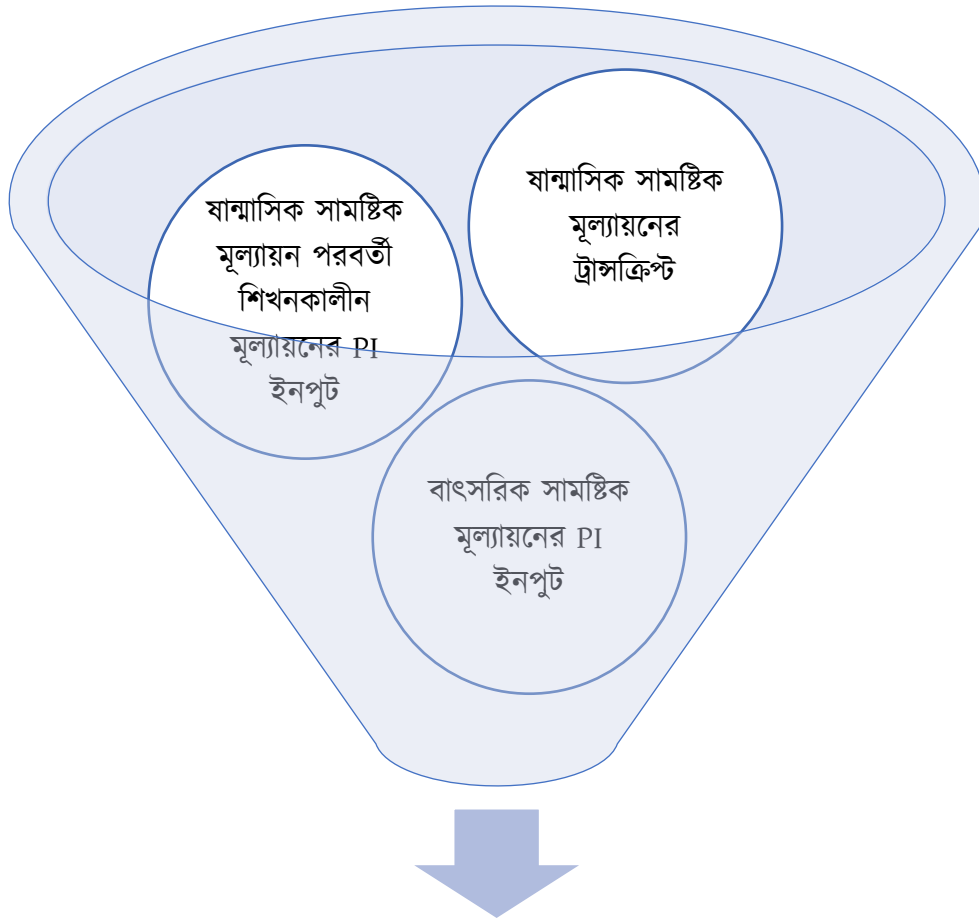 ষান্মাসিক সামষ্টিক
মূল্যায়ন পরবর্তী
শিখনকালীন
মূল্যায়নের PI
ইনপুট
ষান্মাসিক সামষ্টিক
মূল্যায়নের
ট্রান্সক্রিপ্ট
বাৎসরিক সামষ্টিক
মূল্যায়নের PI
ইনপুট